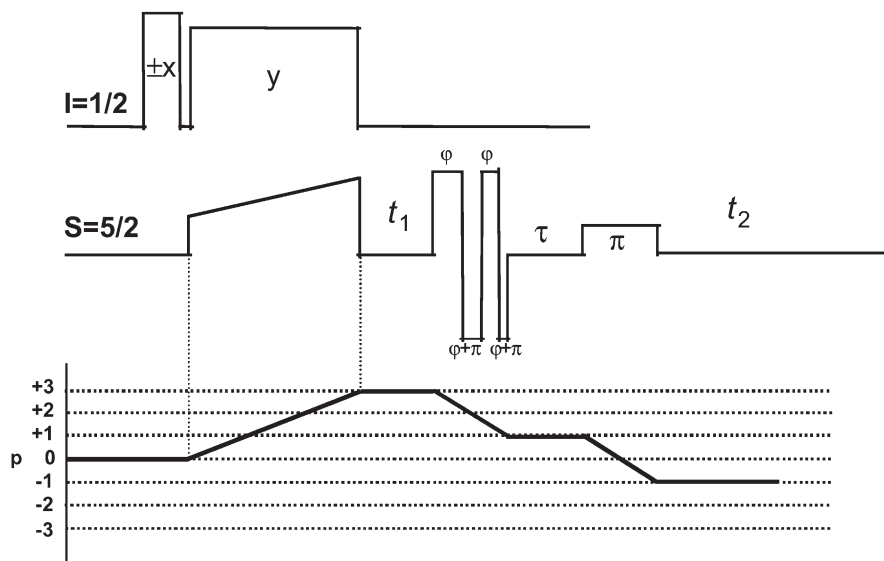 ±x
y
I=1/2
φ φ
t1
S=5/2
τ
π
t2
φ+π φ+π
+3
+2
+1
p 0
-1
-2
-3